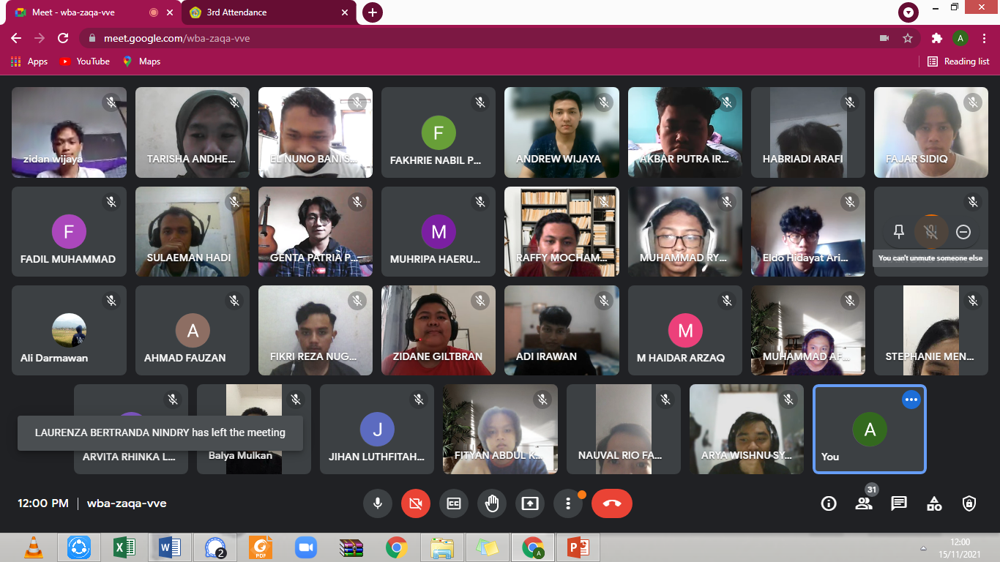 Meet - wba-zaqa-vve
3rd Attendance
meet.google.com/wba-zaqa-vve
A
Apps
YouTube
Maps
Reading list
zidan wijaya
TARISHA ANDHE...
EL NUNO BANI S...
F
FAKHRIE NABIL P...
ANDREW WIJAYA
AKBAR PUTRA IR...
HABRIADI ARAFI
FAJAR SIDIQ
F
FADIL MUHAMMAD
SULAEMAN HADI
GENTA PATRIA P...
M
MUHRIPA HAERU...
RAFFY MOCHAM...
MUHAMMAD RY...
Eldo Hidayat Ari...
You can't unmute someone else
Ali Darmawan
A
AHMAD FAUZAN
FIKRI REZA NUG...
ZIDANE GILTBRAN
ADI IRAWAN
M
M HAIDAR ARZAQ
MUHAMMAD AF...
STEPHANIE MEN...
LAURENZA BERTRANDA NINDRY has left the meeting
ARVITA RHINKA L...
Balya Mulkan
J
JIHAN LUTHFITAH...
FITYAN ABDUL K...
NAUVAL RIO FA...
ARYA WISHNU SY...
A
You
12:00 PM | wba-zaqa-vve
31
2
PDF
A
12:00
15/11/2021